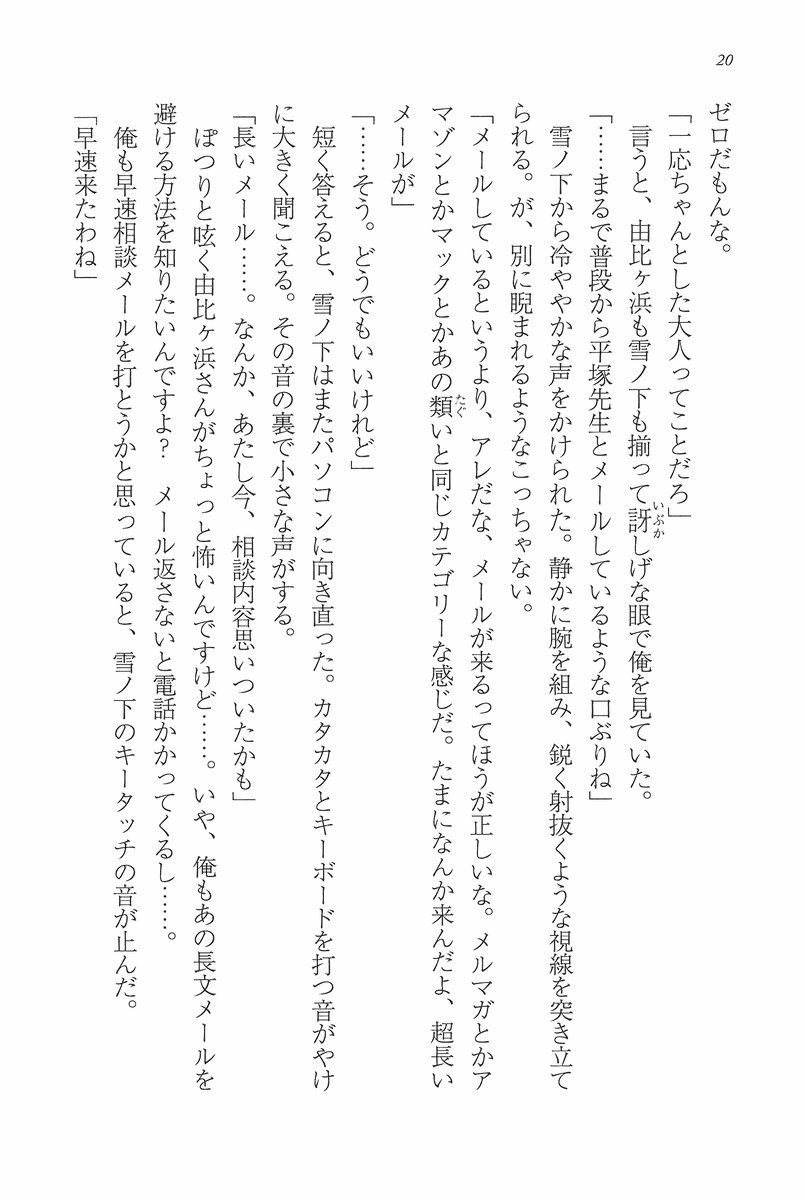 20
ゼロだもんな。
「一応ちゃんとした大人ってことだろ」
言うと、由比ヶ浜も雪ノ下も揃って訝しげな眼で俺を見ていた。
いぶか
「……まるで普段から平塚先生とメールしているような口ぶりね」
雪ノ下から冷ややかな声をかけられた。静かに腕を組み、鋭く射抜くような視線を突き立て
られる。が、別に睨まれるようなこっちゃない。
「メールしているというより、アレだな、メールが来るってほうが正しいな。メルマガとかア
マゾンとかマックとかあの類いと同じカテゴリーな感じだ。たまになんか来んだよ、超長い
たぐ
メールが」
「……そう。どうでもいいけれど」
短く答えると、雪ノ下はまたパソコンに向き直った。カタカタとキーボードを打つ音がやけ
に大きく聞こえる。その音の裏で小さな声がする。
「長いメール……。なんか、あたし今、相談内容思いついたかも」
ぽつりと呟く由比ヶ浜さんがちょっと怖いんですけど……。いや、俺もあの長文メールを
避ける方法を知りたいんですよ?　メール返さないと電話かかってくるし……。
俺も早速相談メールを打とうかと思っていると、雪ノ下のキータッチの音が止んだ。
「早速来たわね」